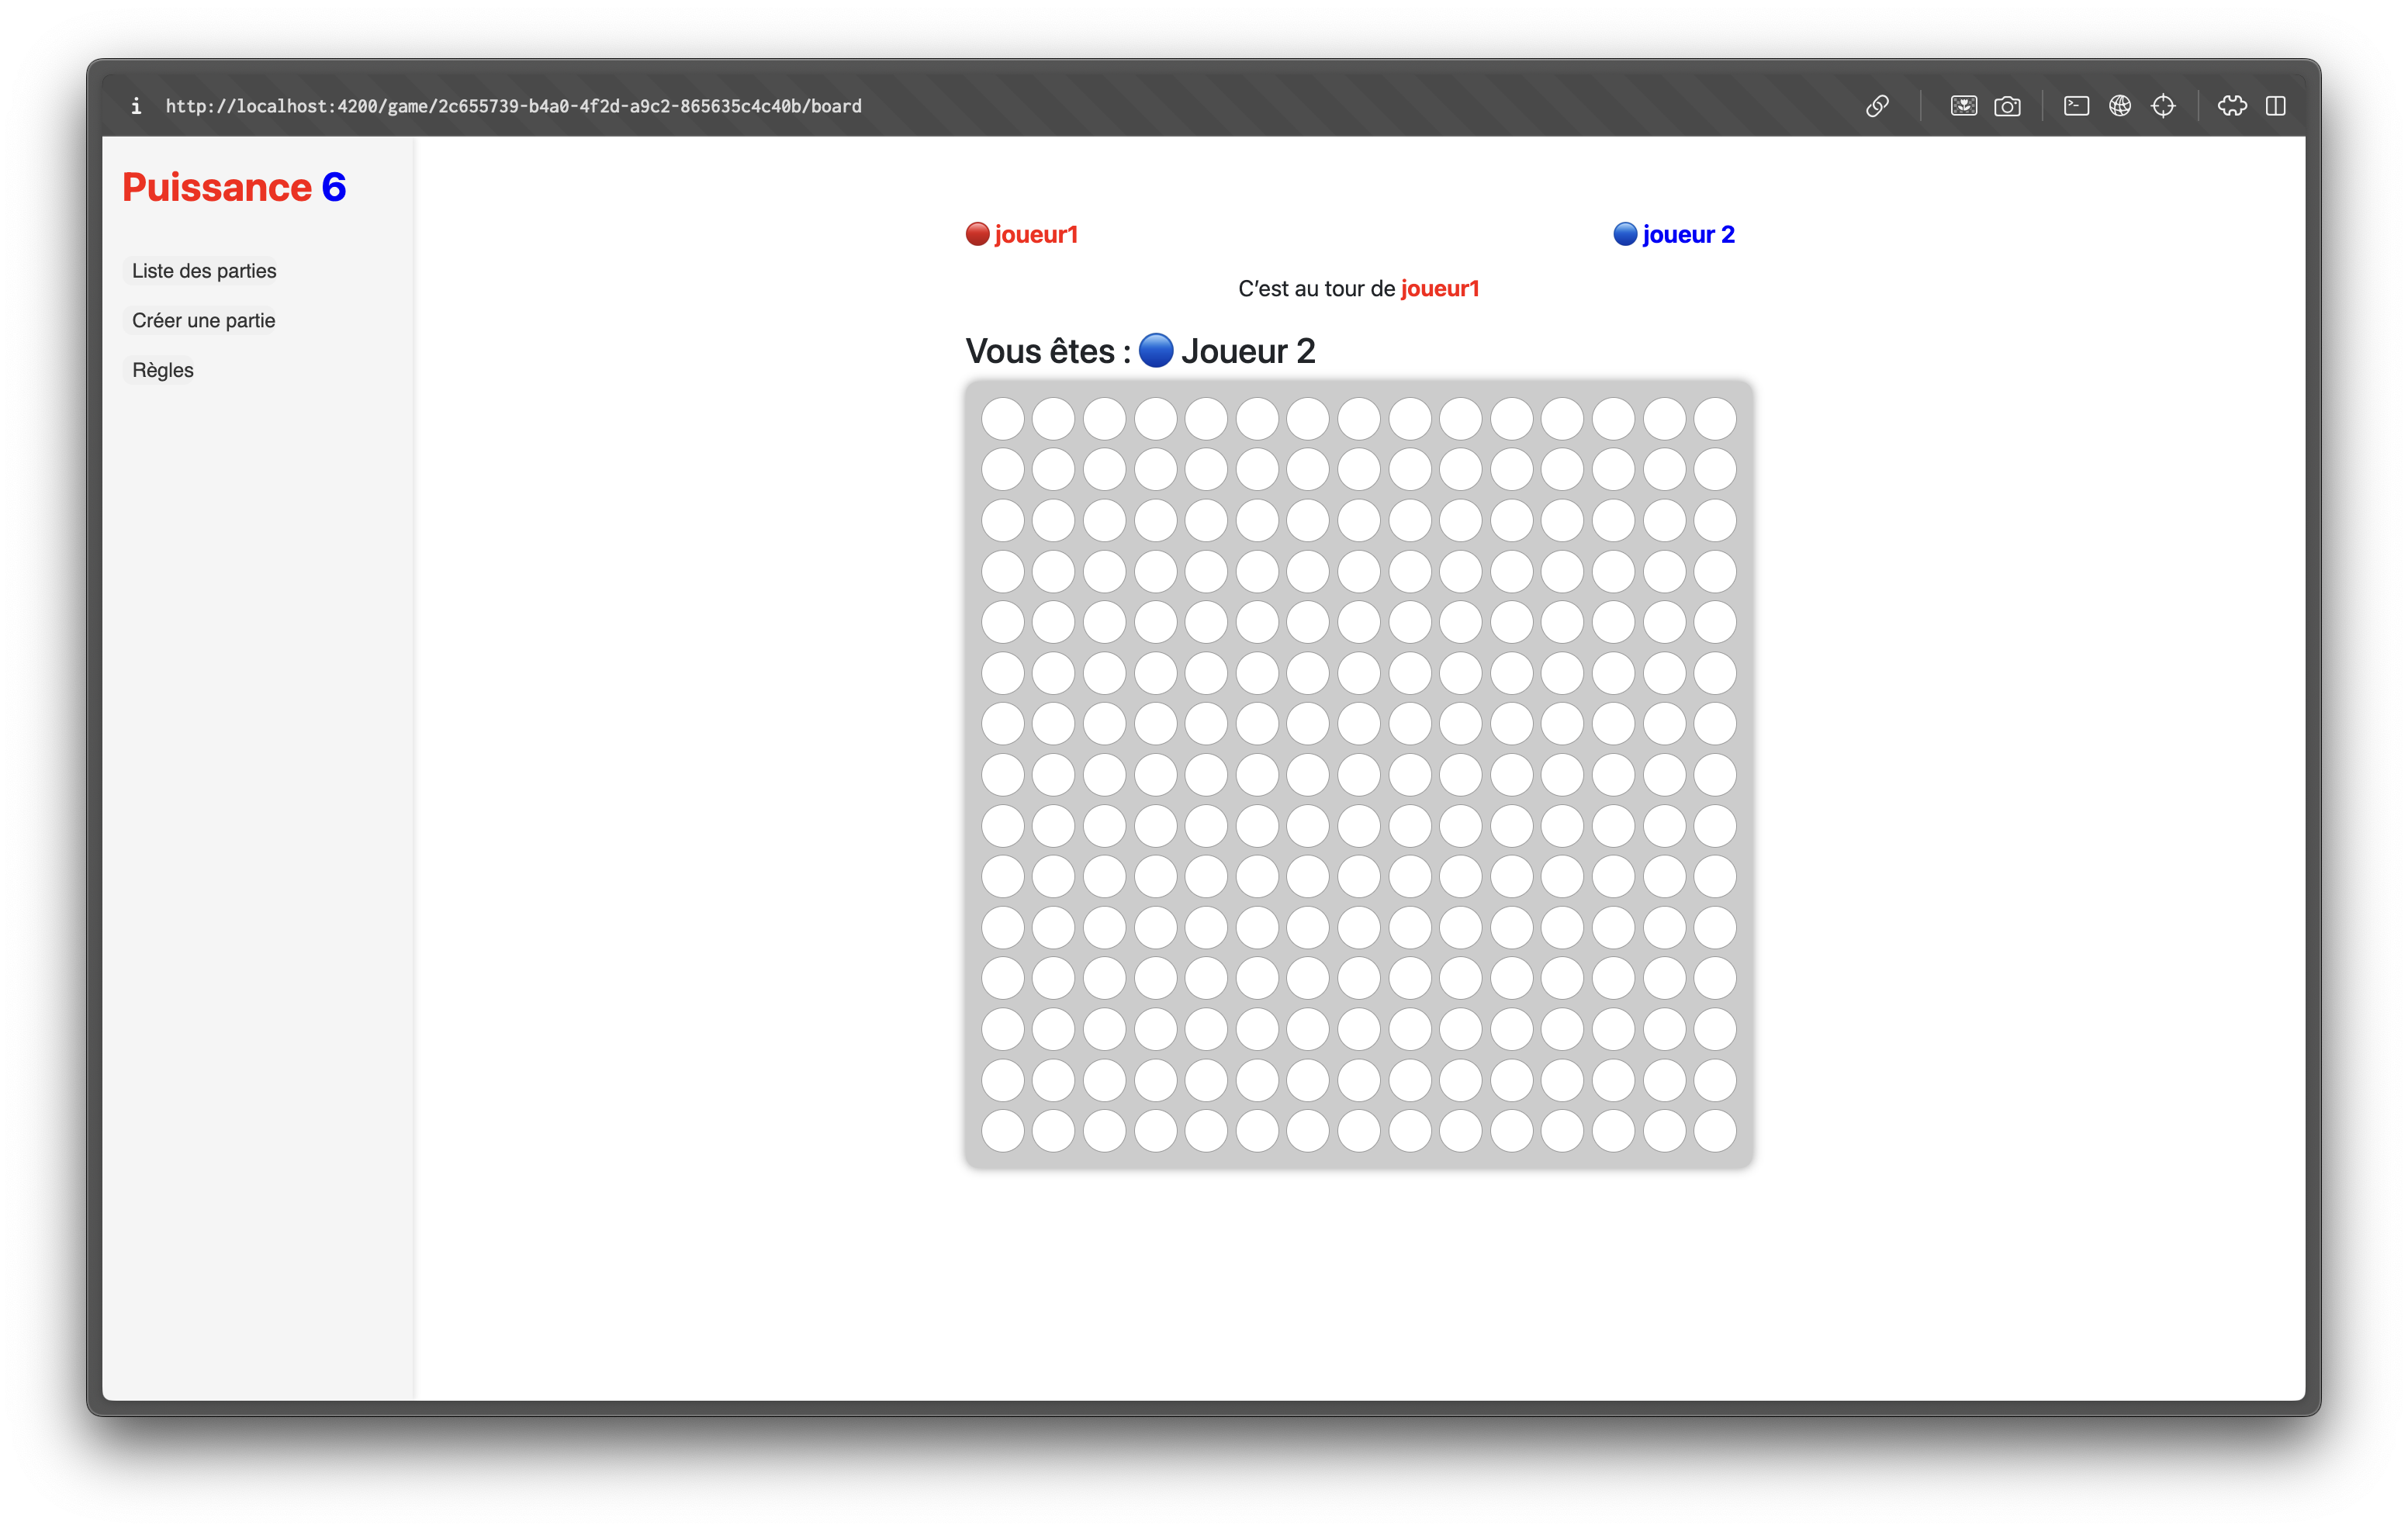 http://localhost:4200/game/2c655739-b4a0-4f2d-a9c2-865635c4c40b/board
Puissance 6
Liste des parties
Créer une partie
Règles
joueur1
joueur 2
C’est au tour de joueur1
Vous êtes : Joueur 2